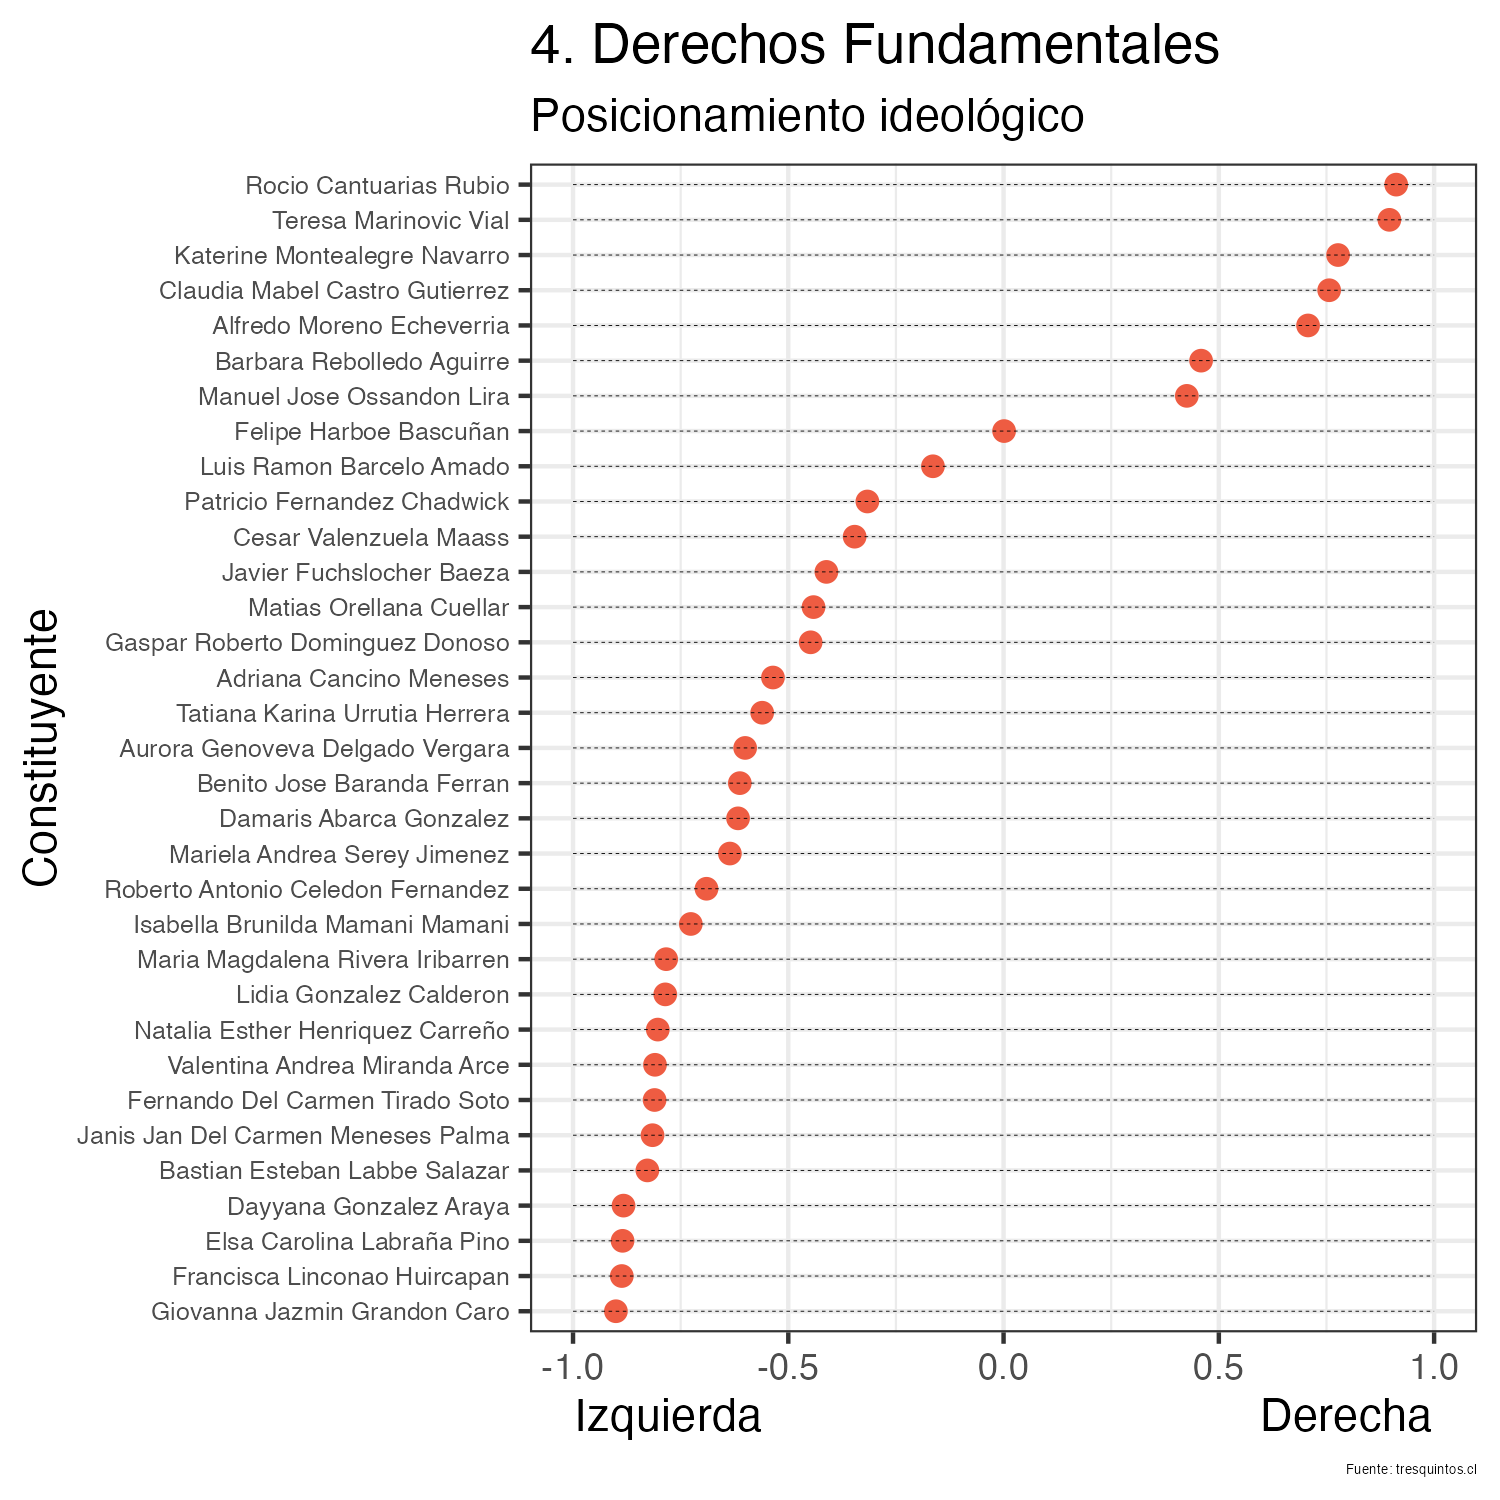 4. Derechos Fundamentales
Posicionamiento ideológico
Constituyente
Rocio Cantuarias Rubio
Teresa Marinovic Vial
Katerine Montealegre Navarro
Claudia Mabel Castro Gutierrez
Alfredo Moreno Echeverria
Barbara Rebolledo Aguirre
Manuel Jose Ossandon Lira
Felipe Harboe Bascuñan
Luis Ramon Barcelo Amado
Patricio Fernandez Chadwick
Cesar Valenzuela Maass
Javier Fuchslocher Baeza
Matias Orellana Cuellar
Gaspar Roberto Dominguez Donoso
Adriana Cancino Meneses
Tatiana Karina Urrutia Herrera
Aurora Genoveva Delgado Vergara
Benito Jose Baranda Ferran
Damaris Abarca Gonzalez
Mariela Andrea Serey Jimenez
Roberto Antonio Celedon Fernandez
Isabella Brunilda Mamani Mamani
Maria Magdalena Rivera Iribarren
Lidia Gonzalez Calderon
Natalia Esther Henriquez Carreño
Valentina Andrea Miranda Arce
Fernando Del Carmen Tirado Soto
Janis Jan Del Carmen Meneses Palma
Bastian Esteban Labbe Salazar
Dayyana Gonzalez Araya
Elsa Carolina Labraña Pino
Francisca Linconao Huircapan
Giovanna Jazmin Grandon Caro
-1.0 -0.5 0.0 0.5 1.0
Izquierda Derecha
Fuente: tresquintos.cl